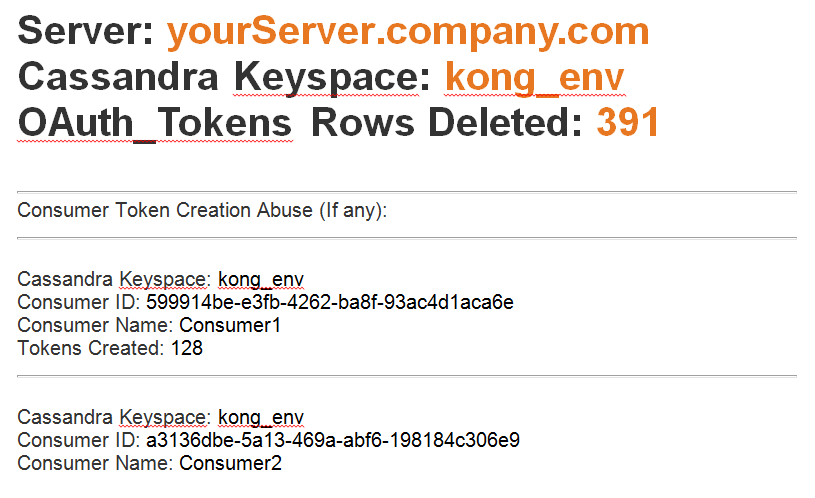 Server: yourServer.company.com
Cassandra Keyspace: kong_env
OAuth_Tokens Rows Deleted: 391
Consumer Token Creation Abuse (If any):
Cassandra Keyspace: kong_env
Consumer ID: 599914be-e3fb-4262-ba8f-93ac4d1aca6e
Consumer Name: Consumer1
Tokens Created: 128
Cassandra Keyspace: kong_env
Consumer ID: a3136dbe-5a13-469a-abf6-198184c306e9
Consumer Name: Consumer2